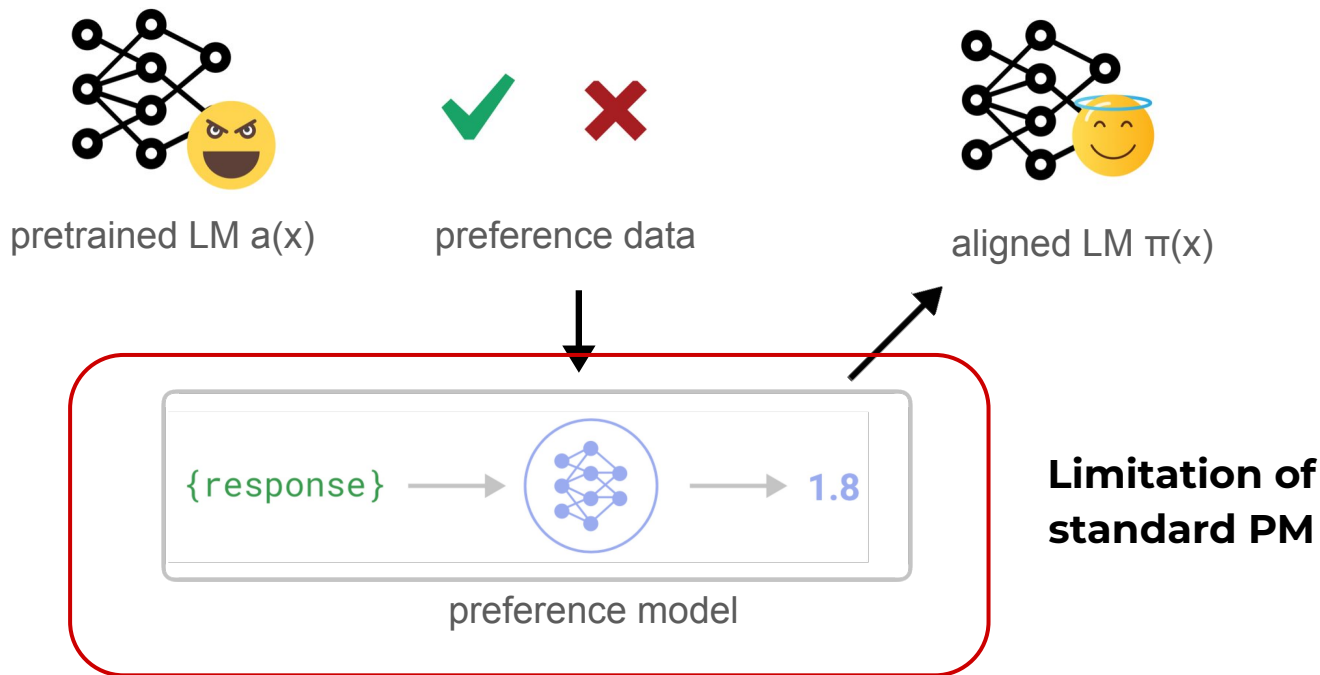 pretrained LM a(x)
preference data
aligned LM π(x)
{response}
1.8
preference model
Limitation of
standard PM